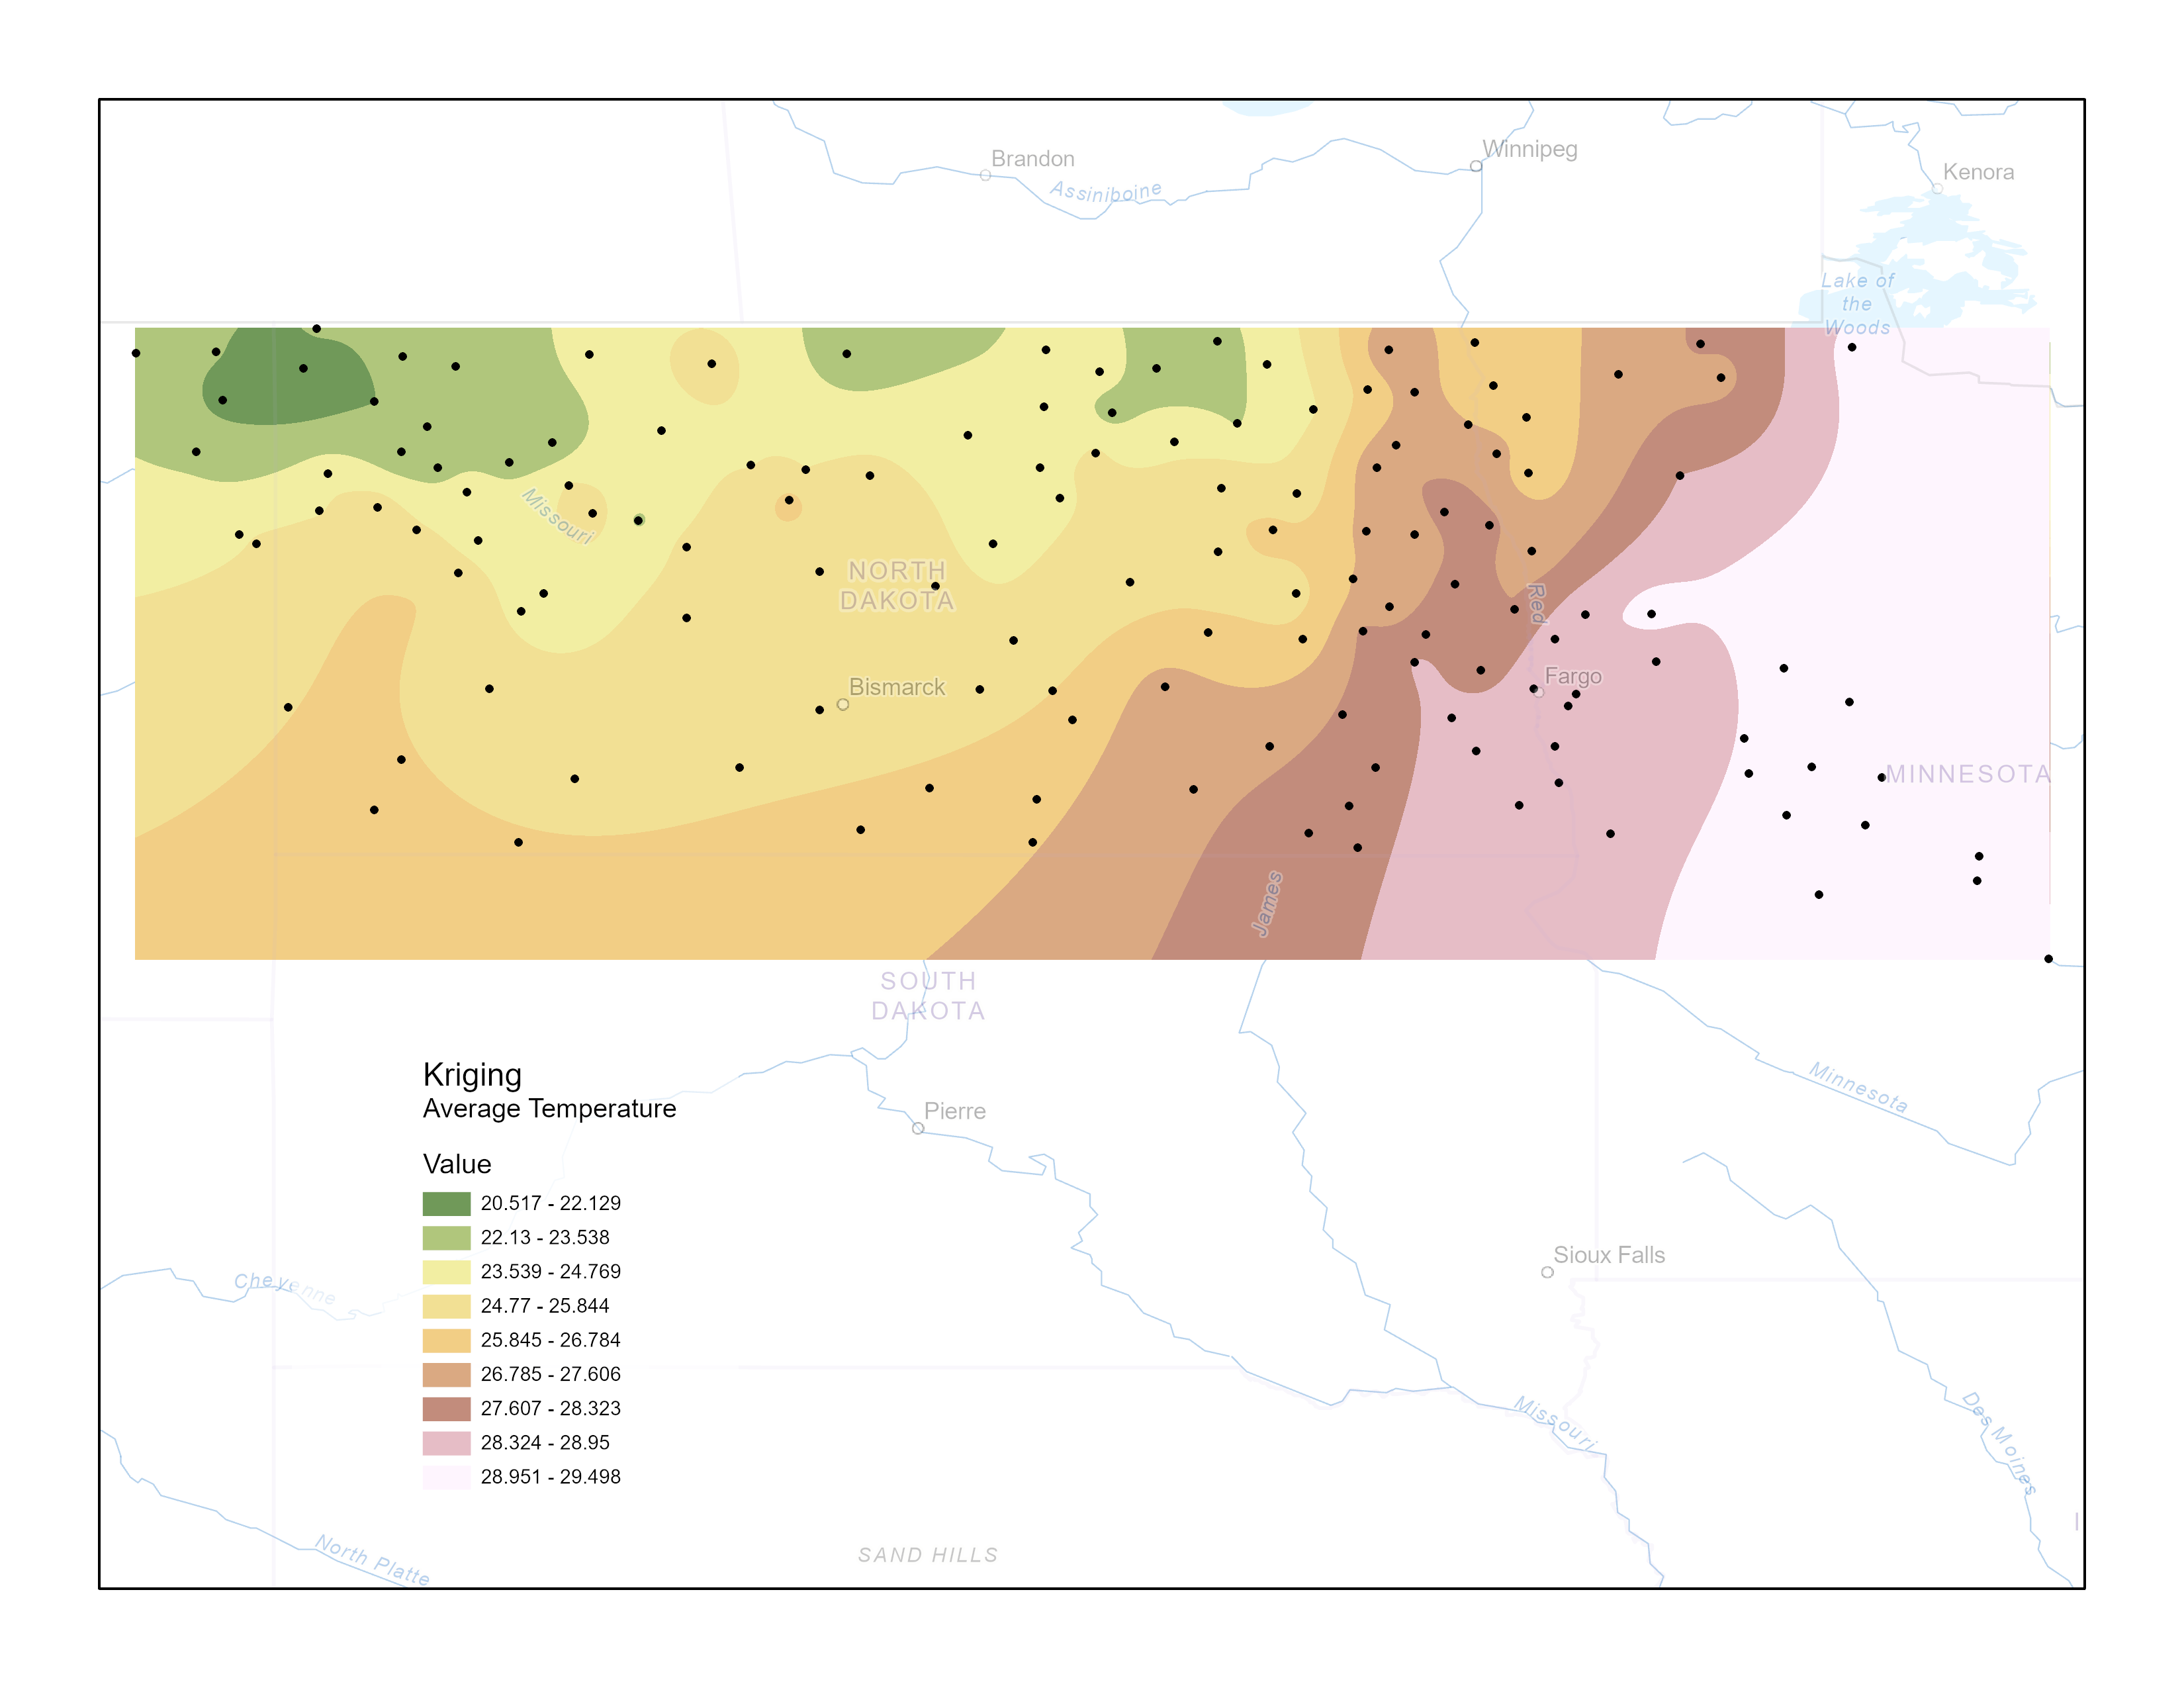 Brandon
Assiniboine
Winnipeg
Kenora
Lake of
the
Woods
Missouri
NORTH
DAKOTA
Red
Bismarck
Fargo
MINNESOTA
James
SOUTH
DAKOTA
Kriging
Average Temperature
Pierre
Minnesota
Value
20.517 - 22.129
22.13 - 23.538
23.539 - 24.769
24.77 - 25.844
25.845 - 26.784
26.785 - 27.606
27.607 - 28.323
28.324 - 28.95
28.951 - 29.498
Cheyenne
Sioux Falls
Missouri
Des Moines
North Platte
SAND HILLS